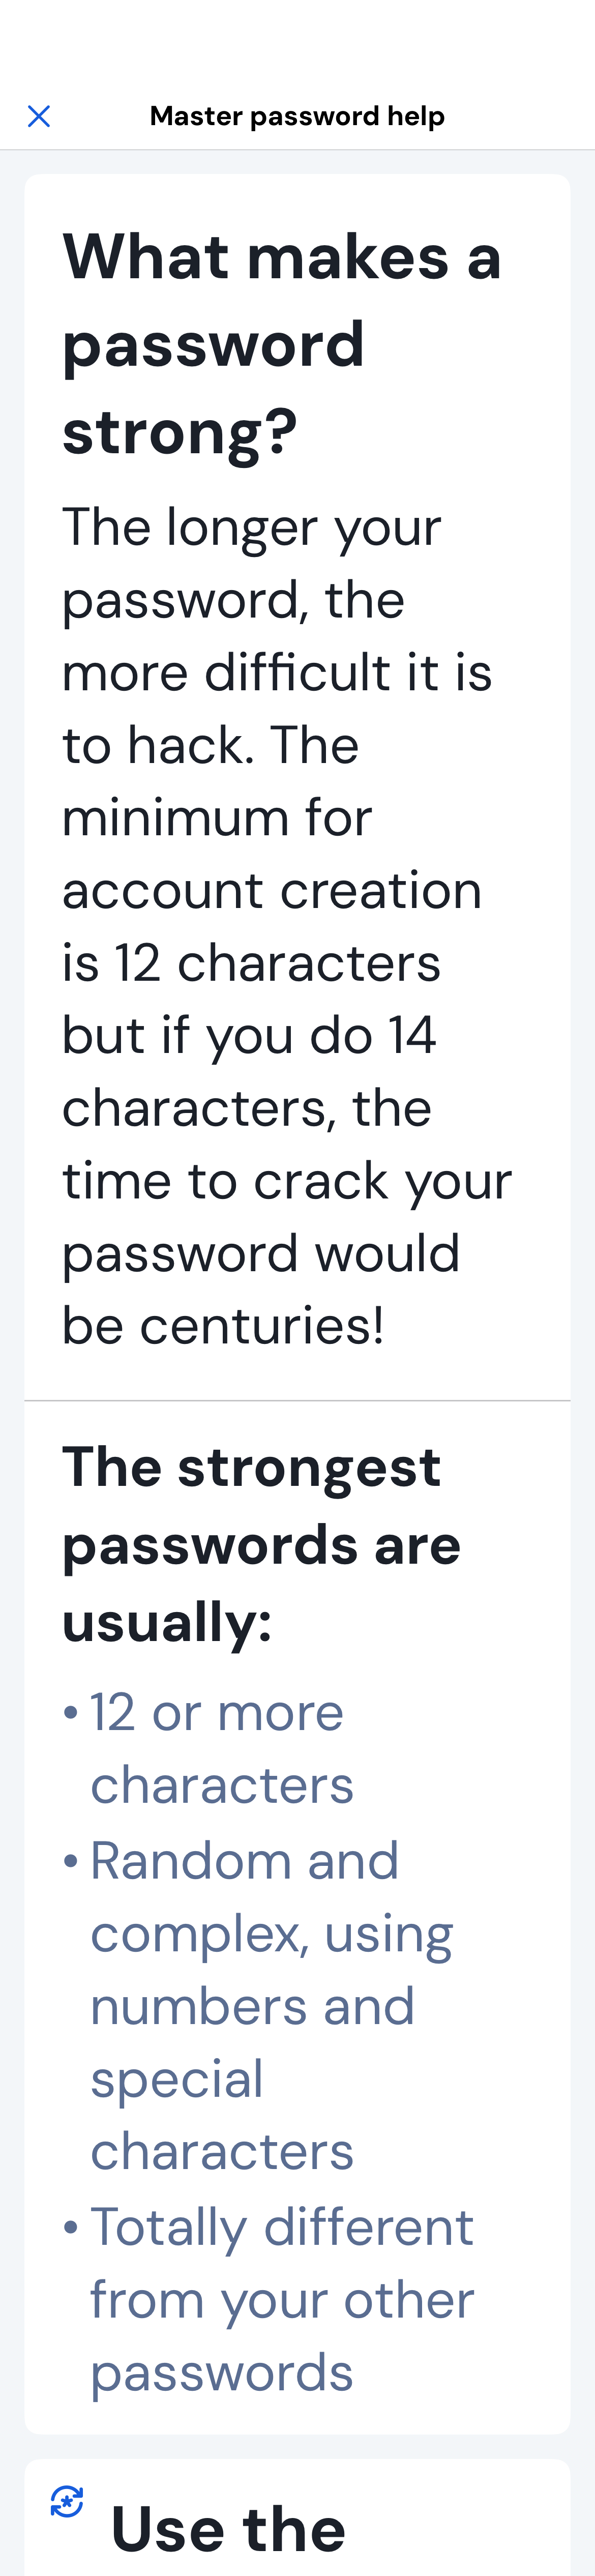 Master password help
What makes a
password
strong?
The longer your
password, the
more difficult it is
to hack. The
minimum for
account creation
is 12 characters
but if you do 14
characters, the
time to crack your
password would
be centuries!
The strongest
passwords are
usually:
• 12 or more
characters
• Random and
complex, using
numbers and
special
characters
• Totally different
from your other
passwords
Use the